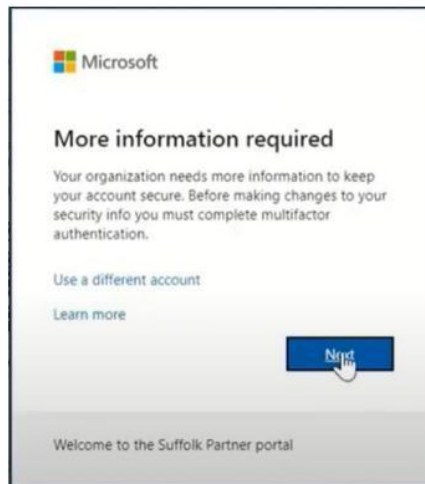 Microsoft
More information required
Your organization needs more information to keep
your account secure. Before making changes to your
security info you must complete multifactor
authentication.
Use a different account
Learn more
Next
Welcome to the Suffolk Partner portal